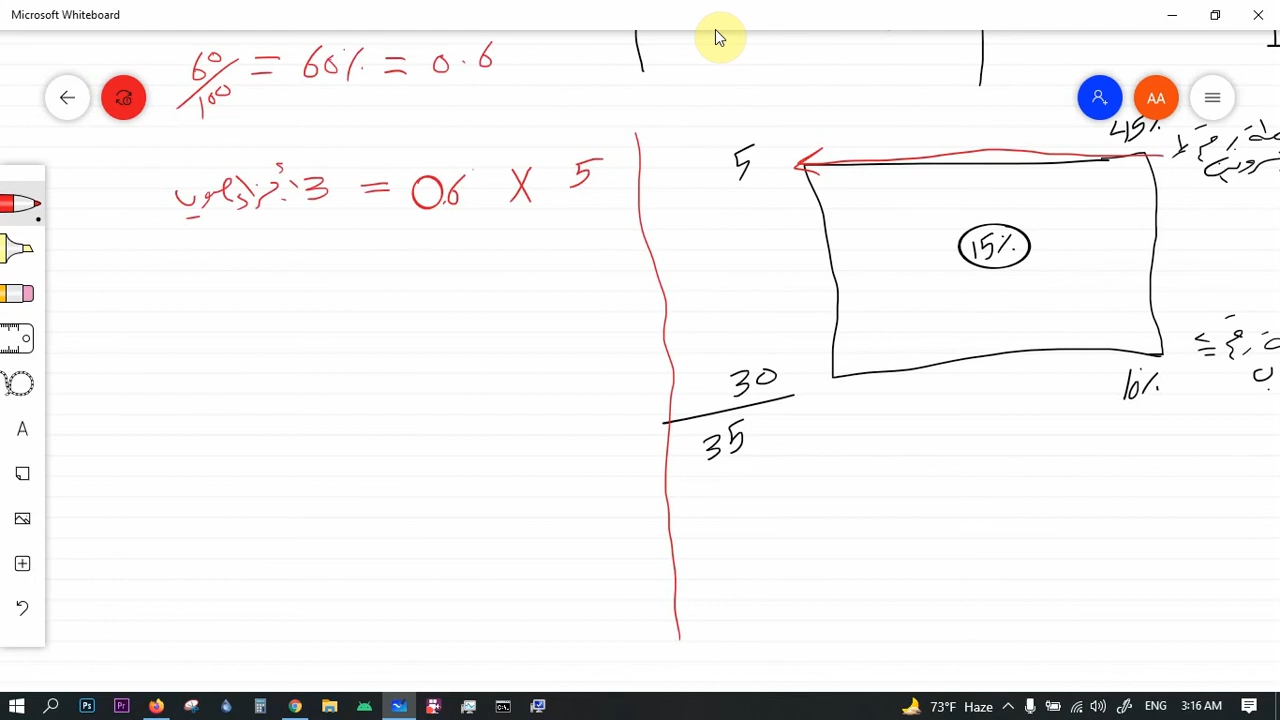 Microsoft Whiteboard
60/100 = 60% = 0.6
AA
45%
3 = 0.6 X 5
5
15%
30
10%
35
A
73°F Haze
ENG
3:16 AM